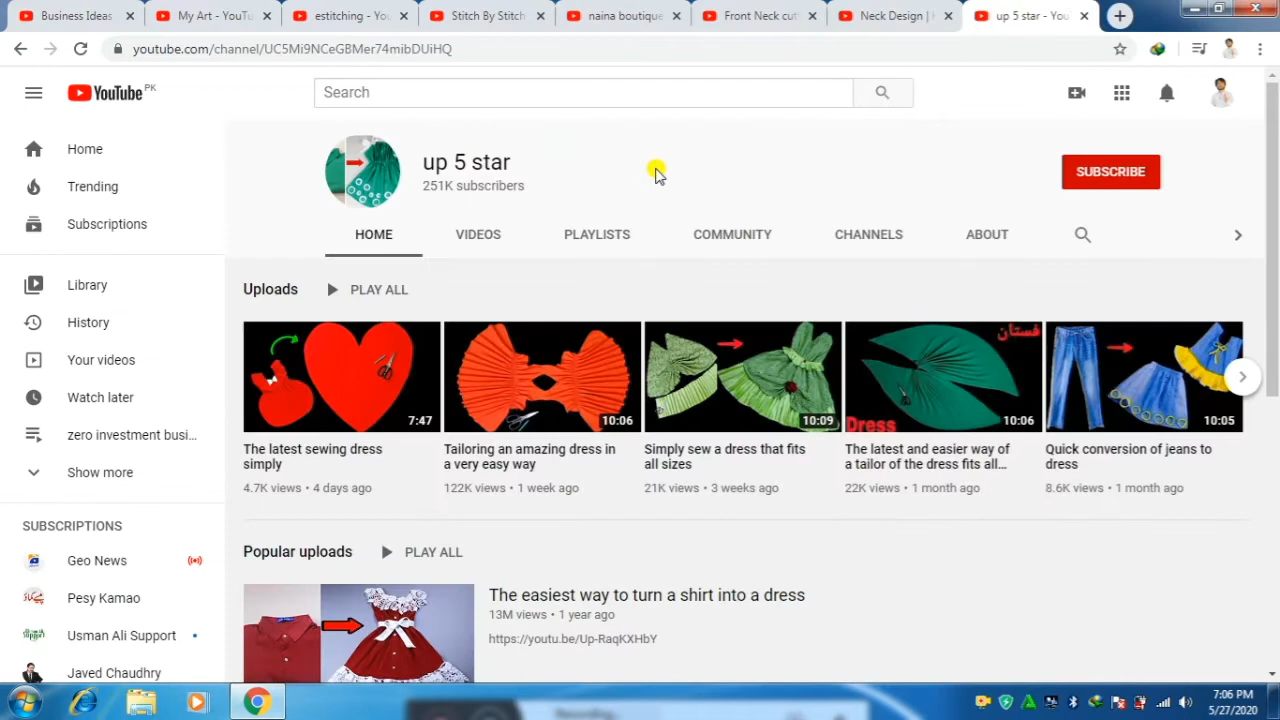 Business Ideas
My Art - YouTu
estitching - You
Stitch By Stitch
naina boutique
Front Neck cut
Neck Design | K
up 5 star - You
youtube.com/channel/UC5Mi9NCeGBMer74mibDUiHQ
YouTube PK
Search
Home
Trending
Subscriptions
Library
History
Your videos
Watch later
zero investment busi...
Show more
SUBSCRIPTIONS
Geo News
Pesy Kamao
Usman Ali Support
Javed Chaudhry
up 5 star
251K subscribers
SUBSCRIBE
HOME VIDEOS PLAYLISTS COMMUNITY CHANNELS ABOUT
Uploads PLAY ALL
7:47
The latest sewing dress
simply
4.7K views • 4 days ago
10:06
Tailoring an amazing dress in
a very easy way
122K views • 1 week ago
10:09
Simply sew a dress that fits
all sizes
21K views • 3 weeks ago
فستان
Dress
10:06
The latest and easier way of
a tailor of the dress fits all...
22K views • 1 month ago
10:05
Quick conversion of jeans to
dress
8.6K views • 1 month ago
Popular uploads PLAY ALL
The easiest way to turn a shirt into a dress
13M views • 1 year ago
https://youtu.be/Up-RaqKXHbY
7:06 PM
5/27/2020